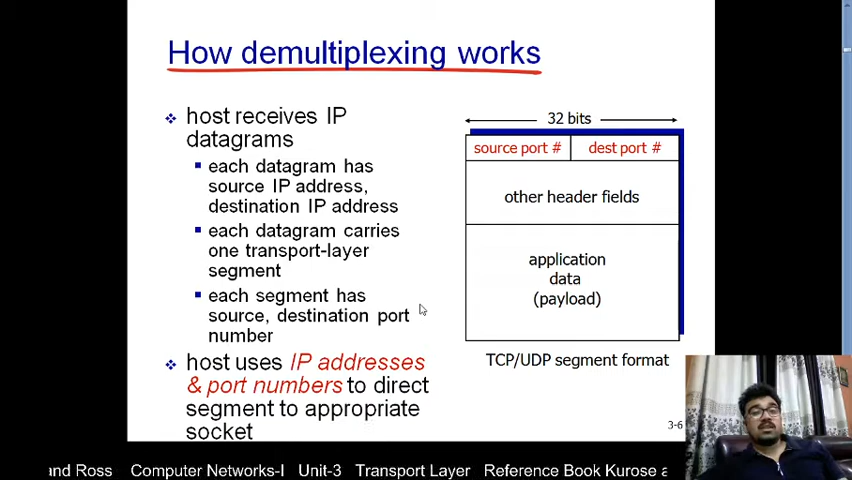 How demultiplexing works
host receives IP
datagrams
each datagram has
source IP address,
destination IP address
each datagram carries
one transport-layer
segment
each segment has
source, destination port
number
host uses IP addresses
& port numbers to direct
segment to appropriate
socket
32 bits
source port #
dest port #
other header fields
application
data
(payload)
TCP/UDP segment format
3-6
and Ross Computer Networks-I Unit-3 Transport Layer Reference Book Kurose a